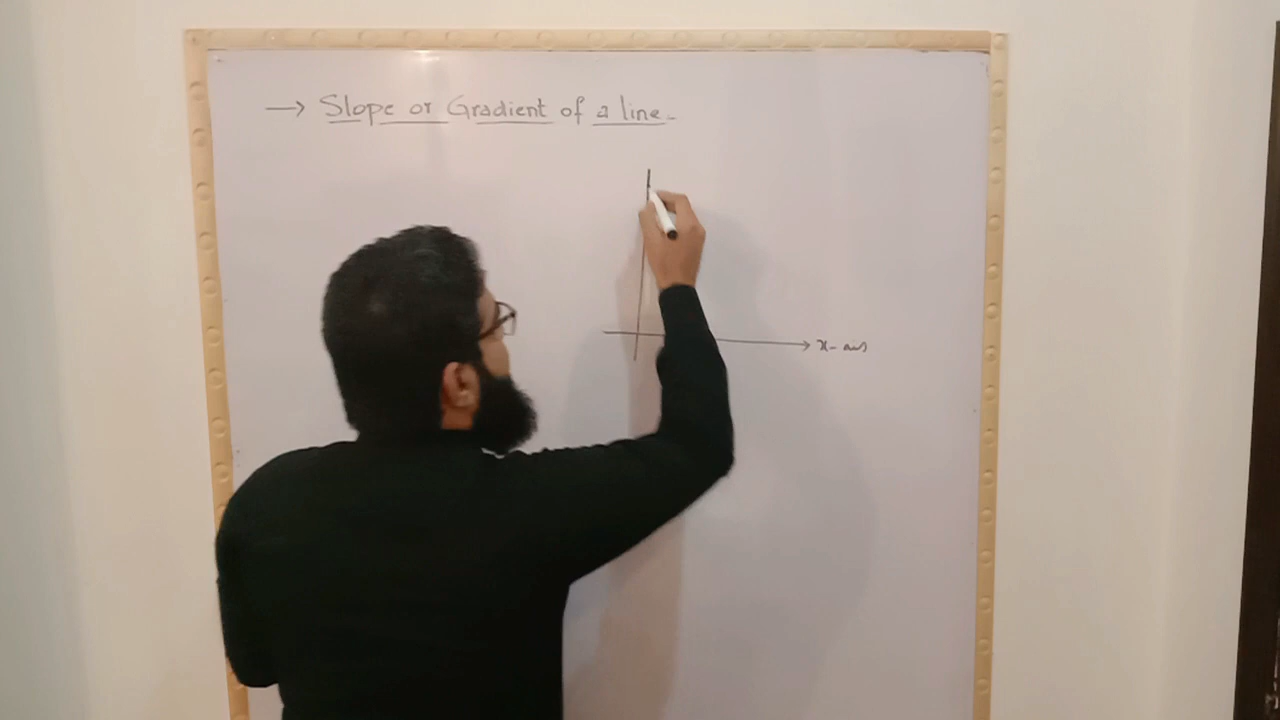 → Slope or Gradient of a line.
x-axis